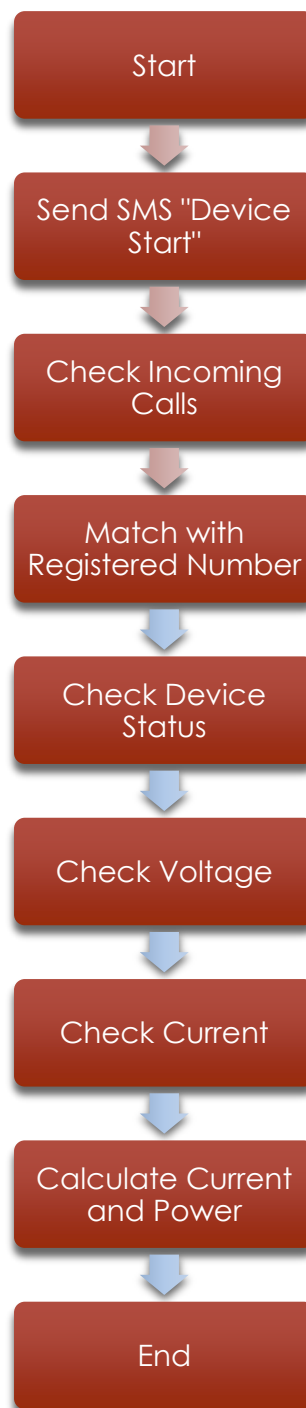 Start
Send SMS "Device
Start"
Check Incoming
Calls
Match with
Registered Number
Check Device
Status
Check Voltage
Check Current
Calculate Current
and Power
End